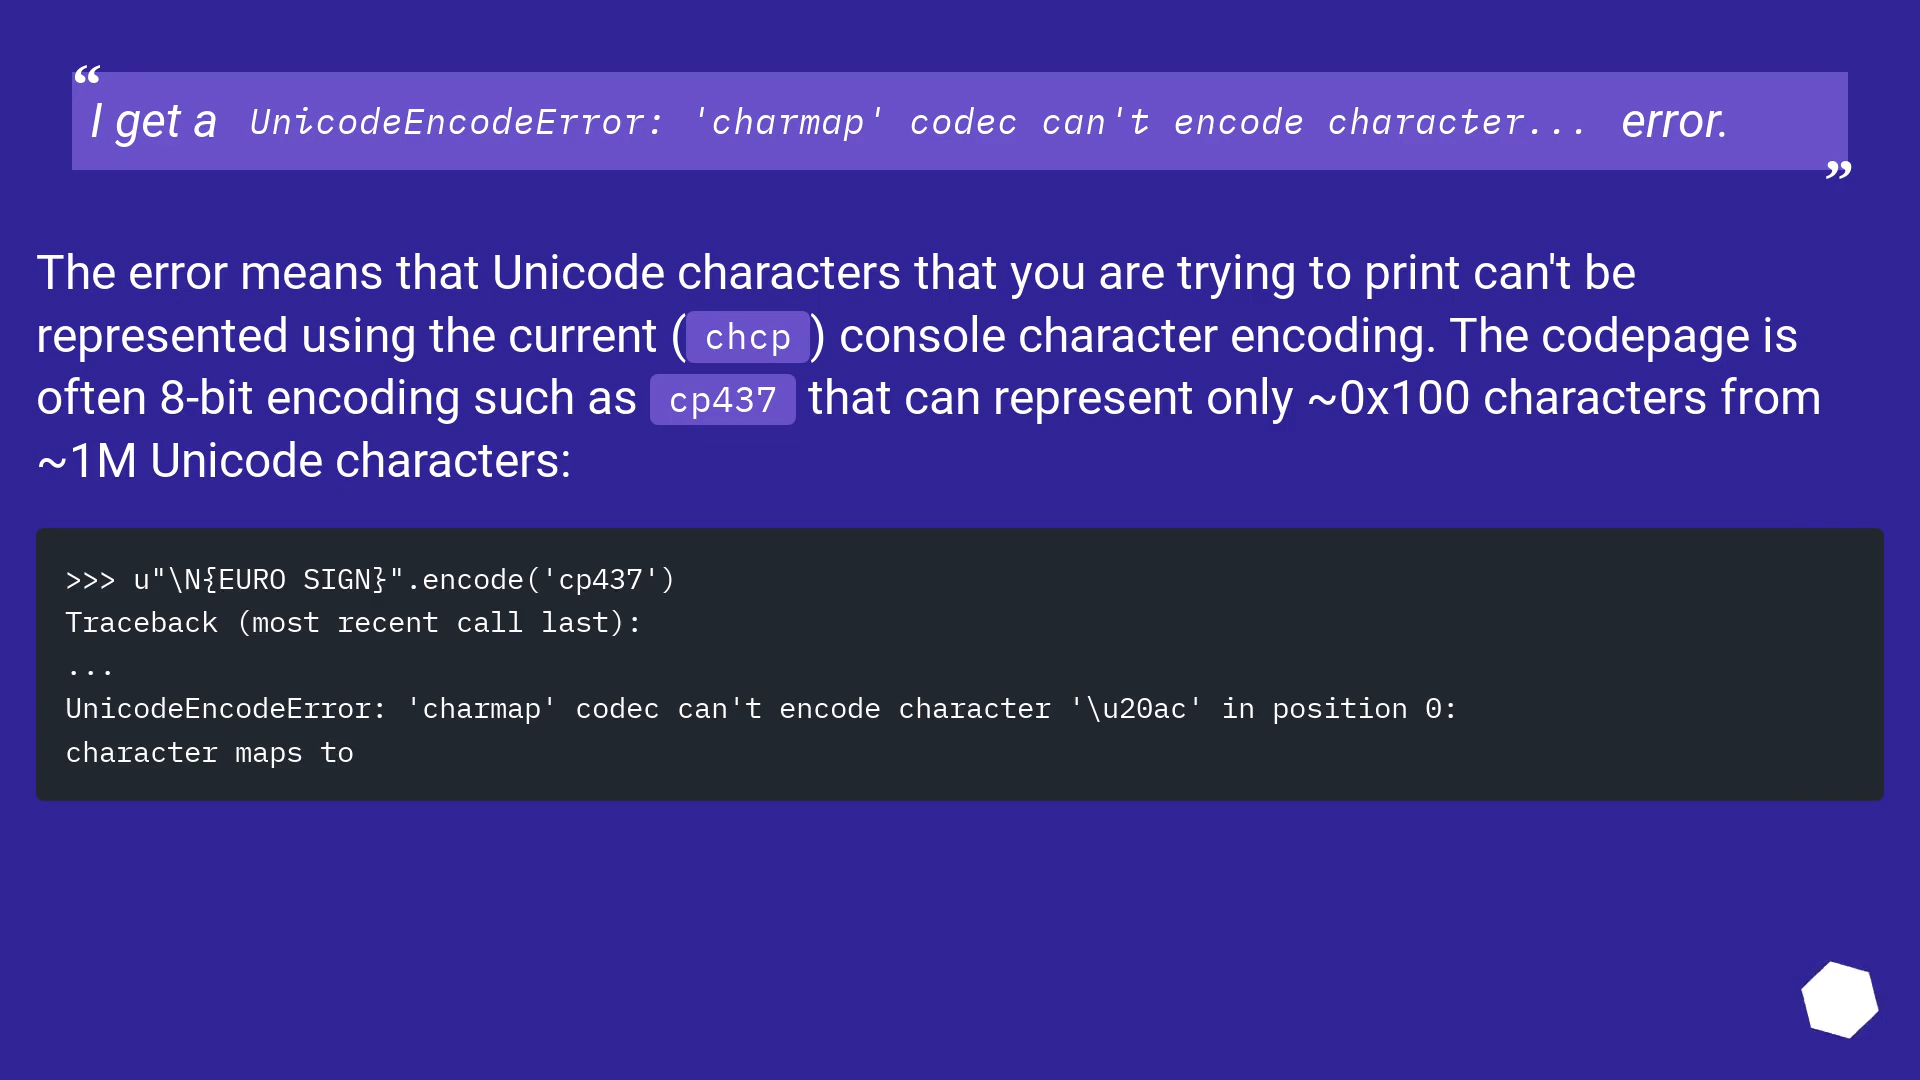 “
I get a UnicodeEncodeError: 'charmap' codec can't encode character... error.
”
The error means that Unicode characters that you are trying to print can't be
represented using the current (chcp) console character encoding. The codepage is
often 8-bit encoding such as cp437 that can represent only ~0x100 characters from
~1M Unicode characters:
>>> u"\N{EURO SIGN}".encode('cp437')
Traceback (most recent call last):
...
UnicodeEncodeError: 'charmap' codec can't encode character '\u20ac' in position 0:
character maps to